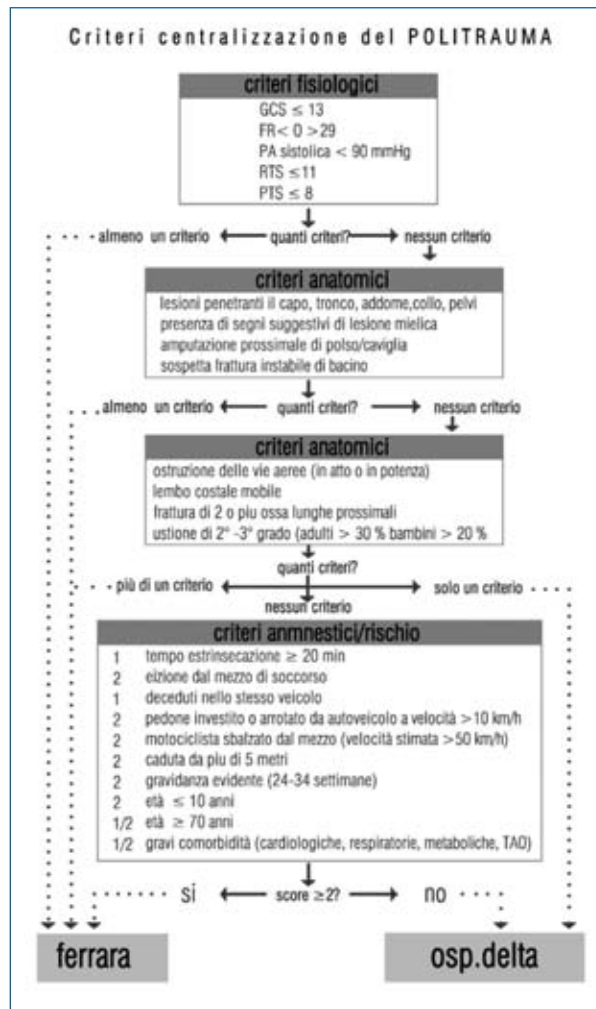 Criteri centralizzazione del POLITRAUMA
criteri fisiologici
GCS ≤ 13
FR< 0 >29
PA sistolica < 90 mmHg
RTS ≤11
PTS ≤ 8
almeno un criterio quanti criteri? nessun criterio
criteri anatomici
lesioni penetranti il capo, tronco, addome,collo, pelvi
presenza di segni suggestivi di lesione mielica
amputazione prossimale di polso/caviglia
sospetta frattura instabile di bacino
almeno un criterio quanti criteri? nessun criterio
criteri anatomici
ostruzione delle vie aeree (in atto o in potenza)
lembo costale mobile
frattura di 2 o piu ossa lunghe prossimali
ustione di 2° -3° grado (adulti > 30 % bambini > 20 %
quanti criteri?
più di un criterio solo un criterio
nessun criterio
criteri anmnestici/rischio
1 tempo estrinsecazione ≥ 20 min
2 eizione dal mezzo di soccorso
1 deceduti nello stesso veicolo
2 pedone investito o arrotato da autoveicolo a velocità >10 km/h
2 motociclista sbalzato dal mezzo (velocità stimata >50 km/h)
2 caduta da piu di 5 metri
2 gravidanza evidente (24-34 settimane)
2 età ≤ 10 anni
1/2 età ≥ 70 anni
1/2 gravi comorbidità (cardiologiche, respiratorie, metaboliche, TAO)
sí score ≥2? no
ferrara osp.delta